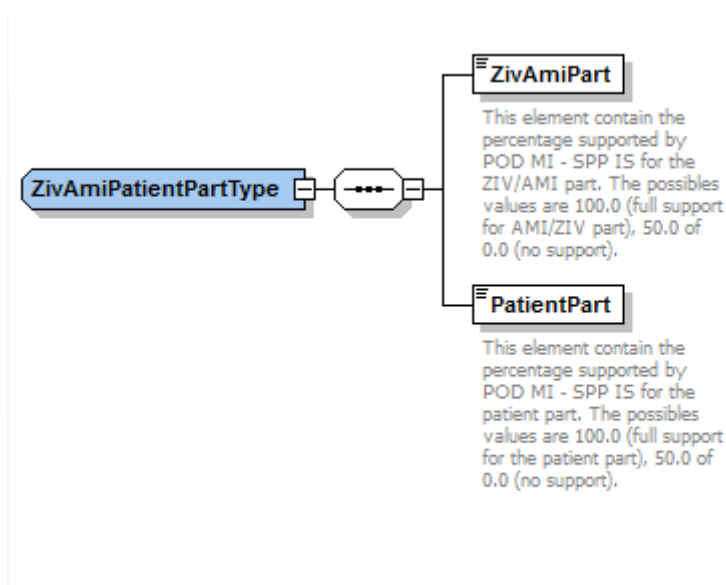 ZivAmiPart
This element contain the
percentage supported by
POD MI - SPP IS for the
ZIV/AMI part. The possibles
values are 100.0 (full support
for AMI/ZIV part), 50.0 of
0.0 (no support).
ZivAmiPatientPartType
PatientPart
This element contain the
percentage supported by
POD MI - SPP IS for the
patient part. The possibles
values are 100.0 (full support
for the patient part), 50.0 of
0.0 (no support).